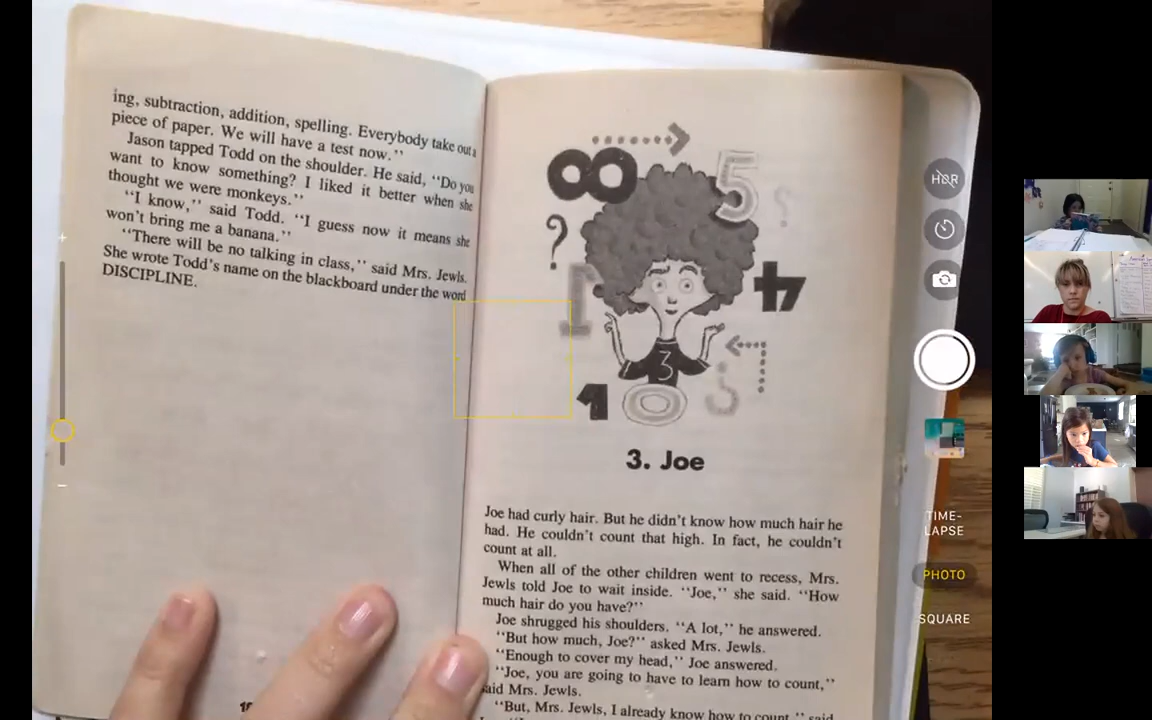 ing, subtraction, addition, spelling. Everybody take out a
piece of paper. We will have a test now.''
Jason tapped Todd on the shoulder. He said, ''Do you
want to know something? I liked it better when she
thought we were monkeys.''
''I know,'' said Todd. ''I guess now it means she
won't bring me a banana.''
''There will be no talking in class,'' said Mrs. Jewls.
She wrote Todd's name on the blackboard under the word
DISCIPLINE.
3
3. Joe
Joe had curly hair. But he didn't know how much hair he
had. He couldn't count that high. In fact, he couldn't
count at all.
When all of the other children went to recess, Mrs.
Jewls told Joe to wait inside. ''Joe,'' she said. ''How
much hair do you have?''
Joe shrugged his shoulders. ''A lot,'' he answered.
''But how much, Joe?'' asked Mrs. Jewls.
''Enough to cover my head,'' Joe answered.
''Joe, you are going to have to learn how to count,''
said Mrs. Jewls.
''But, Mrs. Jewls, I already know how to count,'' said
HDR
TIME-
LAPSE
PHOTO
SQUARE